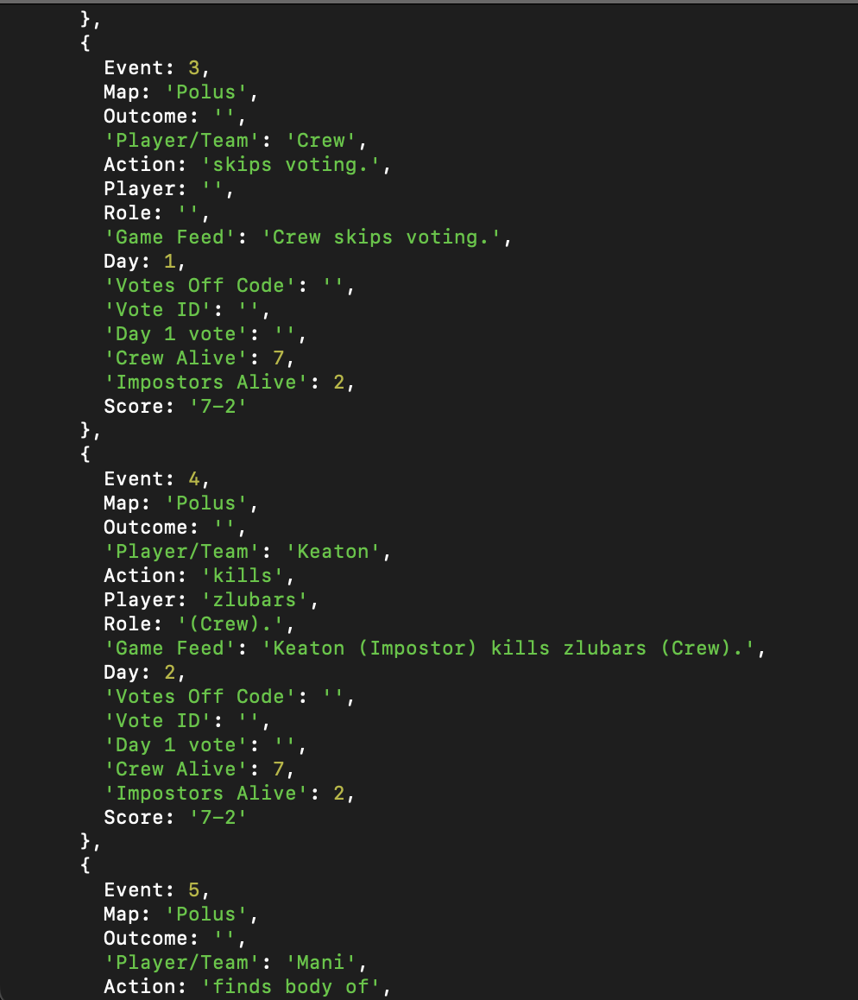 },
{
Event: 3,
Map: 'Polus',
Outcome: '',
'Player/Team': 'Crew',
Action: 'skips voting.',
Player: '',
Role: '',
'Game Feed': 'Crew skips voting.',
Day: 1,
'Votes Off Code': '',
'Vote ID': '',
'Day 1 vote': '',
'Crew Alive': 7,
'Impostors Alive': 2,
Score: '7-2'
},
{
Event: 4,
Map: 'Polus',
Outcome: '',
'Player/Team': 'Keaton',
Action: 'kills',
Player: 'zlubars',
Role: '(Crew).',
'Game Feed': 'Keaton (Impostor) kills zlubars (Crew).',
Day: 2,
'Votes Off Code': '',
'Vote ID': '',
'Day 1 vote': '',
'Crew Alive': 7,
'Impostors Alive': 2,
Score: '7-2'
},
{
Event: 5,
Map: 'Polus',
Outcome: '',
'Player/Team': 'Mani',
Action: 'finds body of',